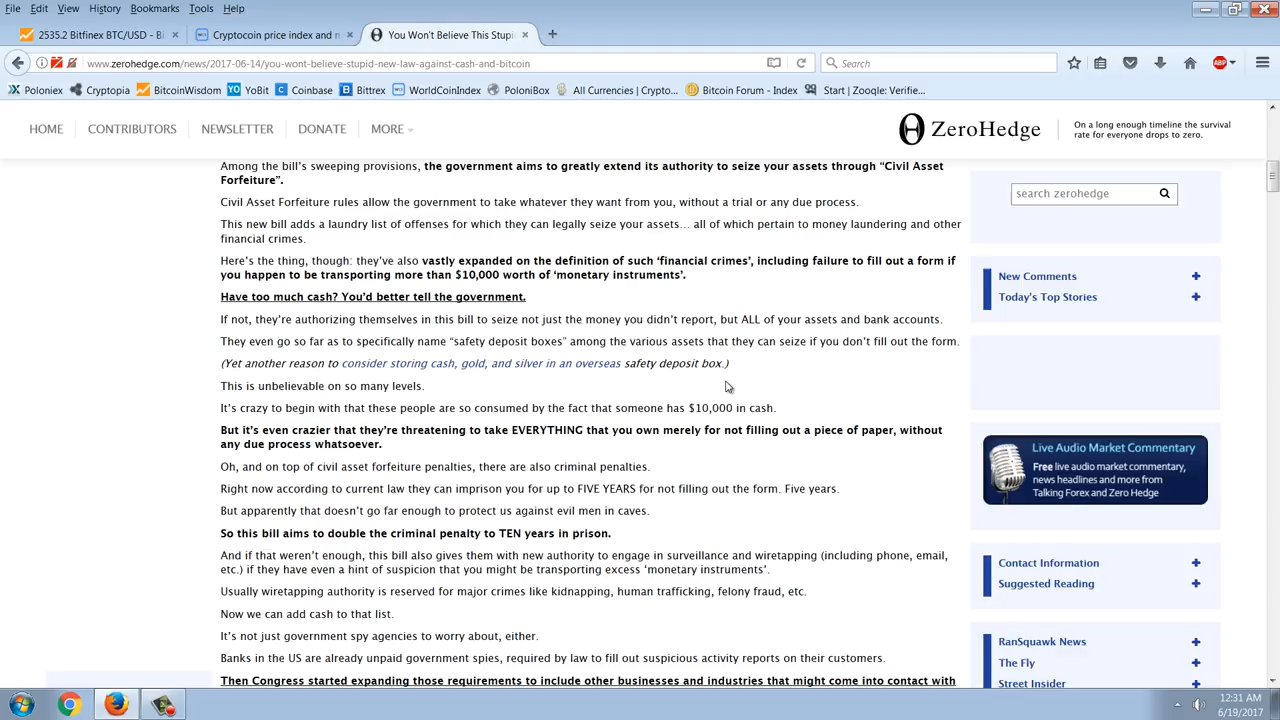 File Edit View History Bookmarks Tools Help
2535.2 Bitfinex BTC/USD - Bi
Cryptocoin price index and m
You Won't Believe This Stupi
www.zerohedge.com/news/2017-06-14/you-wont-believe-stupid-new-law-against-cash-and-bitcoin
Search
ABP
Poloniex Cryptopia BitcoinWisdom YoBit Coinbase Bittrex WorldCoinIndex PoloniBox All Currencies | Crypto... Bitcoin Forum - Index Start | Zooqle: Verifie...
HOME CONTRIBUTORS NEWSLETTER DONATE MORE
ZeroHedge
On a long enough timeline the survival
rate for everyone drops to zero.
Among the bill's sweeping provisions, the government aims to greatly extend its authority to seize your assets through “Civil Asset
Forfeiture”.
Civil Asset Forfeiture rules allow the government to take whatever they want from you, without a trial or any due process.
This new bill adds a laundry list of offenses for which they can legally seize your assets… all of which pertain to money laundering and other
financial crimes.
Here's the thing, though: they've also vastly expanded on the definition of such ‘financial crimes’, including failure to fill out a form if
you happen to be transporting more than $10,000 worth of ‘monetary instruments’.
Have too much cash? You'd better tell the government.
If not, they're authorizing themselves in this bill to seize not just the money you didn't report, but ALL of your assets and bank accounts.
They even go so far as to specifically name “safety deposit boxes” among the various assets that they can seize if you don't fill out the form.
(Yet another reason to consider storing cash, gold, and silver in an overseas safety deposit box.)
This is unbelievable on so many levels.
It's crazy to begin with that these people are so consumed by the fact that someone has $10,000 in cash.
But it's even crazier that they're threatening to take EVERYTHING that you own merely for not filling out a piece of paper, without
any due process whatsoever.
Oh, and on top of civil asset forfeiture penalties, there are also criminal penalties.
Right now according to current law they can imprison you for up to FIVE YEARS for not filling out the form. Five years.
But apparently that doesn't go far enough to protect us against evil men in caves.
So this bill aims to double the criminal penalty to TEN years in prison.
And if that weren't enough, this bill also gives them with new authority to engage in surveillance and wiretapping (including phone, email,
etc.) if they have even a hint of suspicion that you might be transporting excess ‘monetary instruments’.
Usually wiretapping authority is reserved for major crimes like kidnapping, human trafficking, felony fraud, etc.
Now we can add cash to that list.
It's not just government spy agencies to worry about, either.
Banks in the US are already unpaid government spies, required by law to fill out suspicious activity reports on their customers.
Then Congress started expanding those requirements to include other businesses and industries that might come into contact with
search zerohedge
New Comments
Today's Top Stories
Live Audio Market Commentary
Free live audio market commentary,
news headlines and more from
Talking Forex and Zero Hedge
Contact Information
Suggested Reading
RanSquawk News
The Fly
Street Insider
12:31 AM
6/19/2017